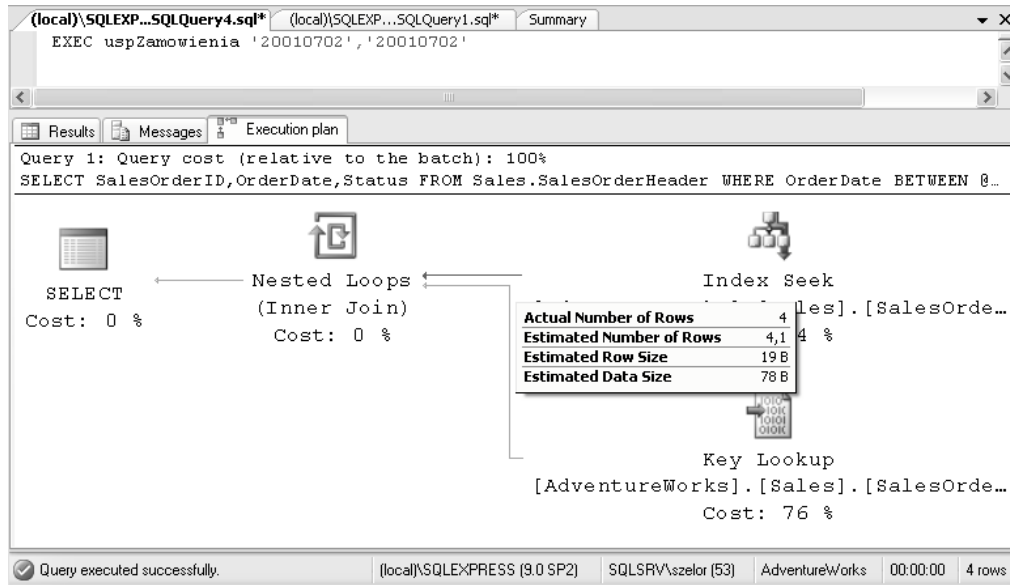 (local)\SQLEXP...SQLQuery4.sql* (local)\SQLEXP...SQLQuery1.sql* Summary
EXEC uspZamowienia '20010702','20010702'
Results Messages Execution plan
Query 1: Query cost (relative to the batch): 100%
SELECT SalesOrderID,OrderDate,Status FROM Sales.SalesOrderHeader WHERE OrderDate BETWEEN @…
Nested Loops
(Inner Join)
Cost: 0 %
SELECT
Cost: 0 %
Index Seek
les].[SalesOrde…
4 %
Actual Number of Rows 4
Estimated Number of Rows 4,1
Estimated Row Size 19 B
Estimated Data Size 78 B
Key Lookup
[AdventureWorks].[Sales].[SalesOrde…
Cost: 76 %
Query executed successfully. (local)\SQLEXPRESS (9.0 SP2) SQLSRV\szelor (53) AdventureWorks 00:00:00 4 rows